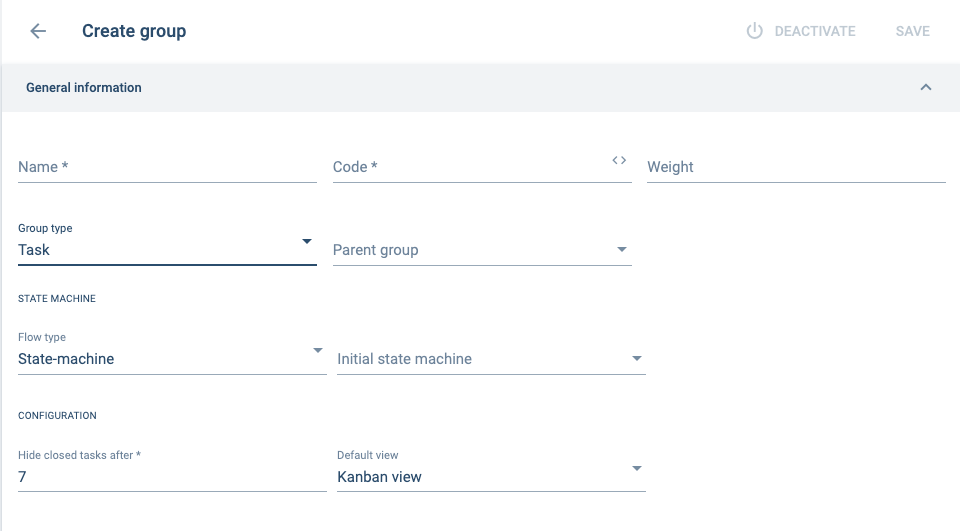 Create group
DEACTIVATE SAVE
General information
Name * Code * <> Weight
Group type
Task Parent group
STATE MACHINE
Flow type
State-machine Initial state machine
CONFIGURATION
Hide closed tasks after * Default view
7 Kanban view